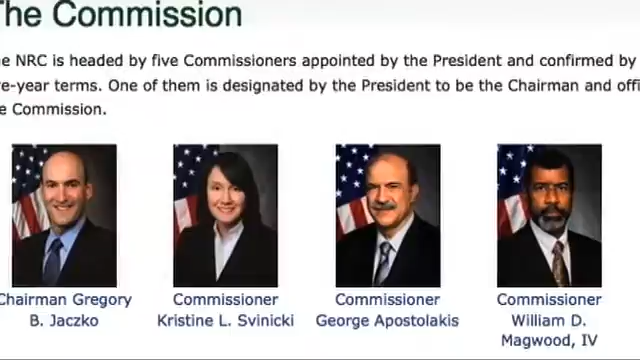 The Commission
e NRC is headed by five Commissioners appointed by the President and confirmed by
e-year terms. One of them is designated by the President to be the Chairman and offi
e Commission.
Chairman Gregory B. Jaczko
Commissioner Kristine L. Svinicki
Commissioner George Apostolakis
Commissioner William D. Magwood, IV